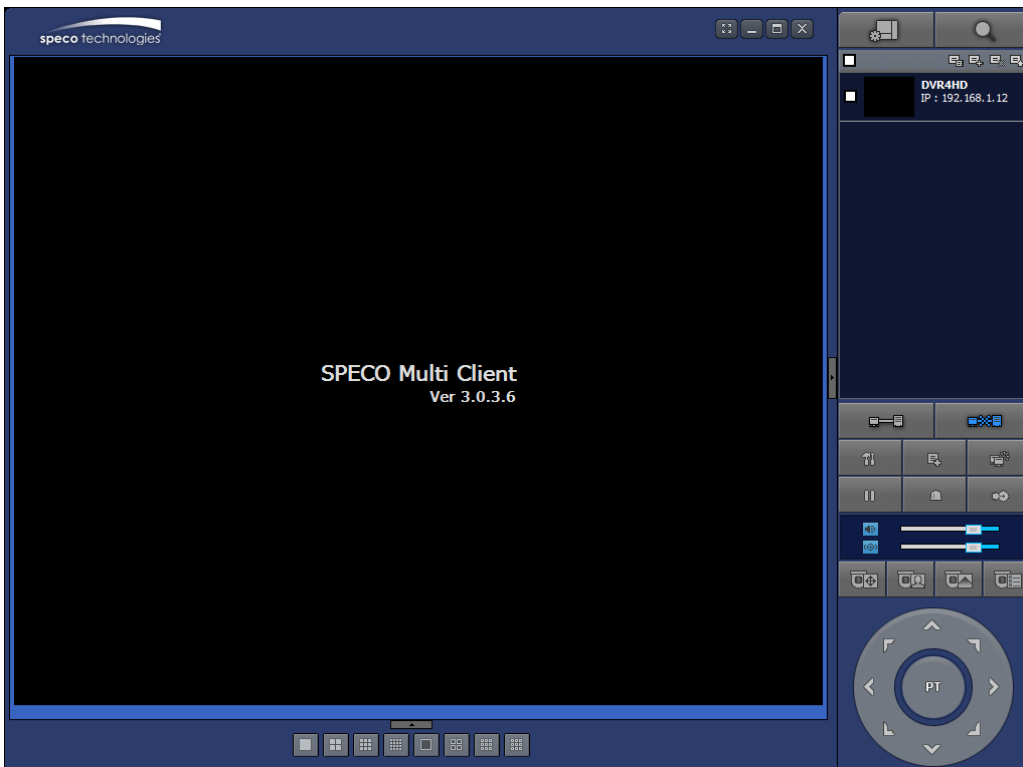 speco technologies
DVR4HD
IP : 192.168.1.12
SPECO Multi Client
Ver 3.0.3.6
PT